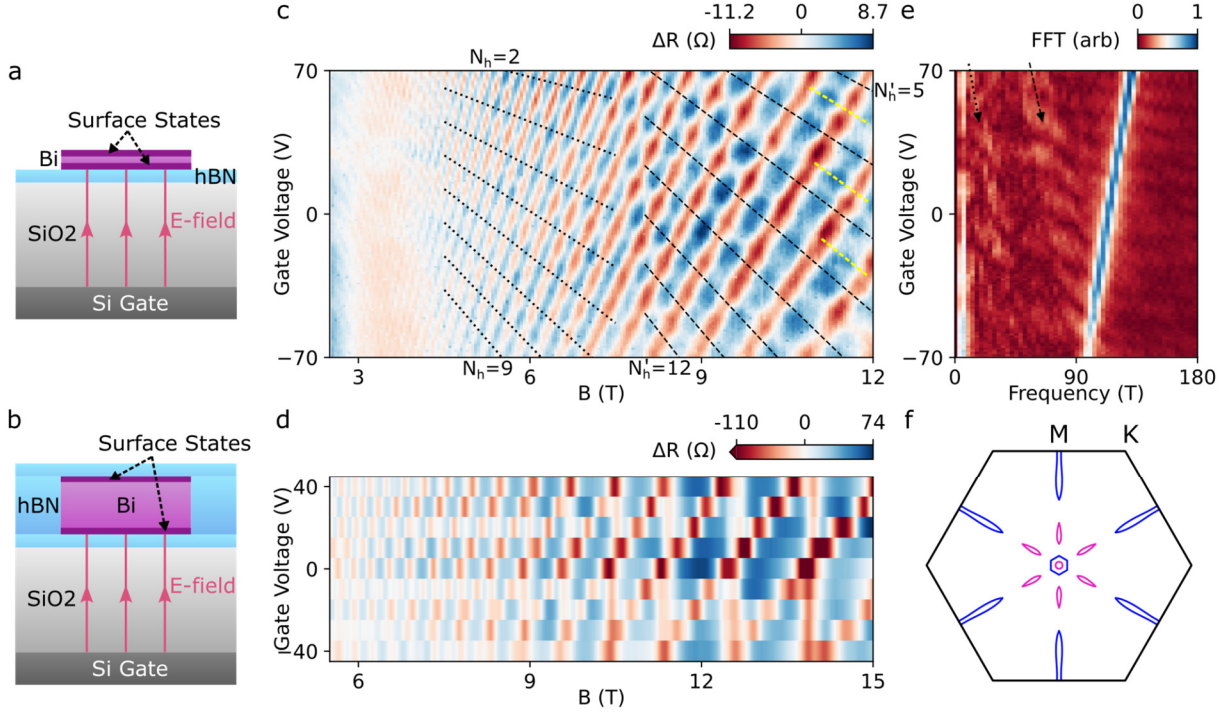 a
Surface States
Bi
hBN
SiO2
E-field
Si Gate
b
Surface States
hBN
Bi
SiO2
E-field
Si Gate
c
-11.2 0 8.7
ΔR (Ω)
N_h=2
70
0
−70
Gate Voltage (V)
N'_h=5
N_h=9
N'_h=12
3 6 9 12
B (T)
d
-110 0 74
ΔR (Ω)
40
0
40
Gate Voltage (V)
6 9 12 15
B (T)
e
0 1
FFT (arb)
70
0
−70
Gate Voltage (V)
0 90 180
Frequency (T)
f
M K